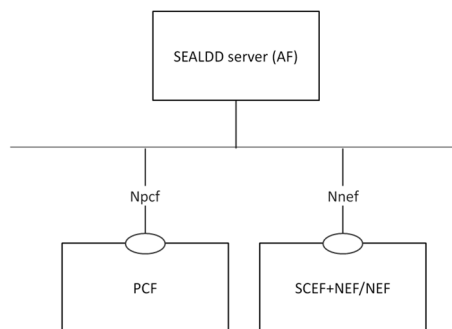 SEALDD server (AF)
Npcf
Nnef
PCF
SCEF+NEF/NEF